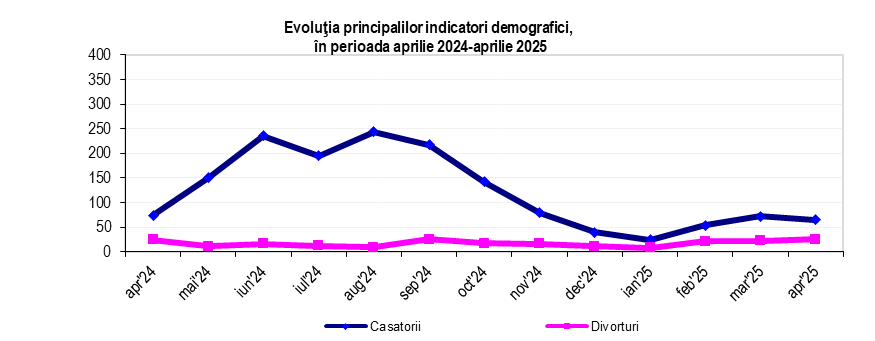 Evoluţia principalilor indicatori demografici,
în perioada aprilie 2024-aprilie 2025
400
350
300
250
200
150
100
50
0
apr'24
mai'24
iun'24
iul'24
aug'24
sep'24
oct'24
nov'24
dec'24
ian'25
feb'25
mar'25
apr'25
Casatorii
Divorturi